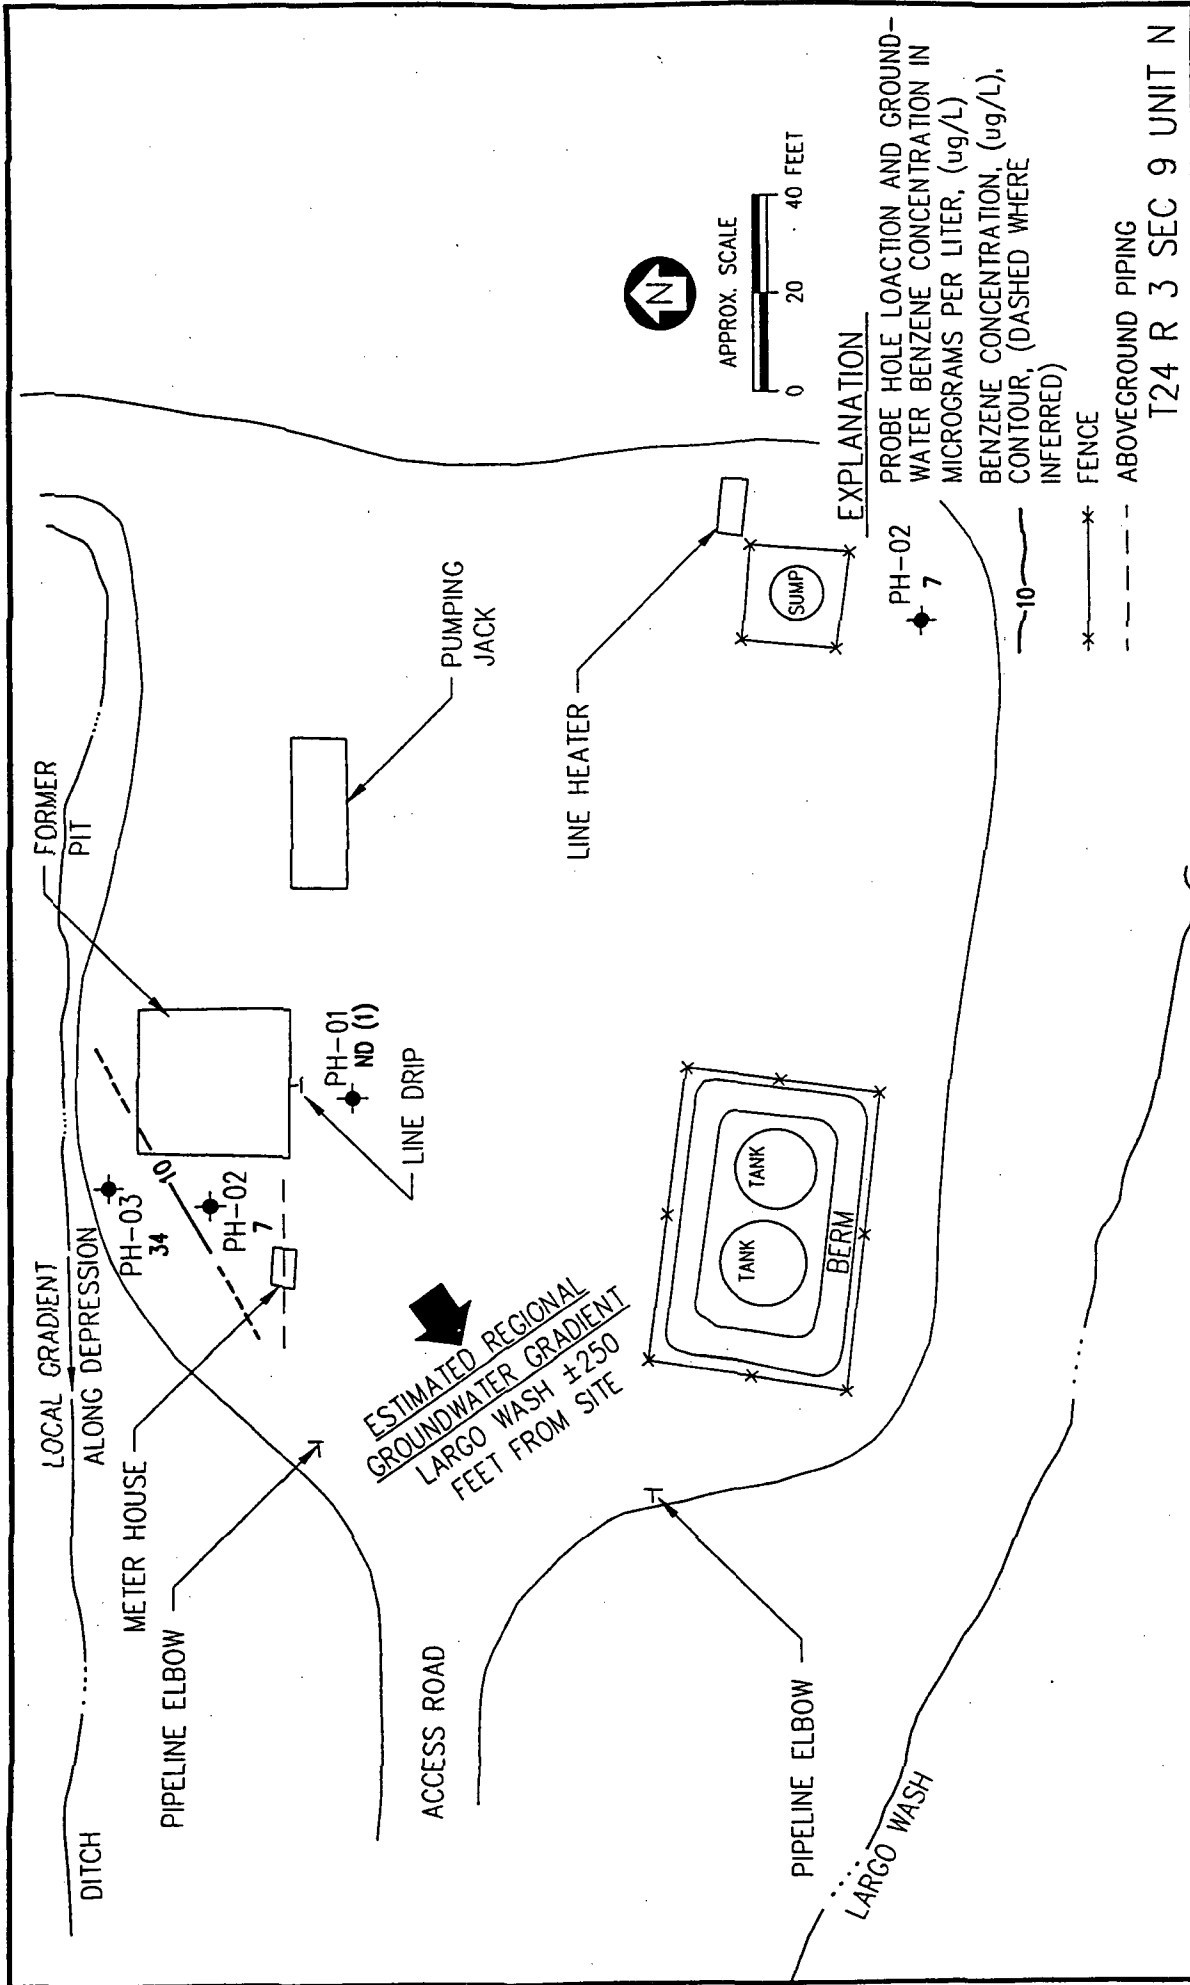 DITCH
LOCAL GRADIENT
ALONG DEPRESSION
FORMER
PIT
METER HOUSE
PIPELINE ELBOW
PH-03
34
10
PH-02
7
PH-01
ND (1)
LINE DRIP
PUMPING
JACK
ACCESS ROAD
ESTIMATED REGIONAL
GROUNDWATER GRADIENT
LARGO WASH ±250
FEET FROM SITE
LINE HEATER
SUMP
TANK
TANK
BERM
PIPELINE ELBOW
LARGO WASH
N
APPROX. SCALE
0 20 40 FEET
EXPLANATION
PH-02
7
PROBE HOLE LOACTION AND GROUND-
WATER BENZENE CONCENTRATION IN
MICROGRAMS PER LITER, (ug/L)
10
BENZENE CONCENTRATION, (ug/L),
CONTOUR, (DASHED WHERE
INFERRED)
FENCE
ABOVEGROUND PIPING
T24 R 3 SEC 9 UNIT N